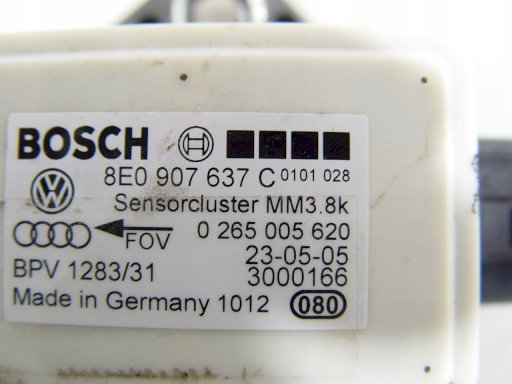 BOSCH
8E0 907 637 C 0101 028
Sensorcluster MM3.8k
FOV 0 265 005 620
23-05-05
BPV 1283/31 3000166
Made in Germany 1012 080